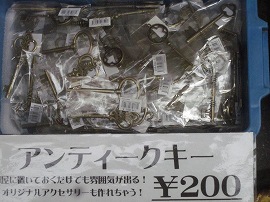 アンティークキー
部屋に置いておくだけでも雰囲気が出る!
オリジナルアクセサリーも作れちゃう!
¥200